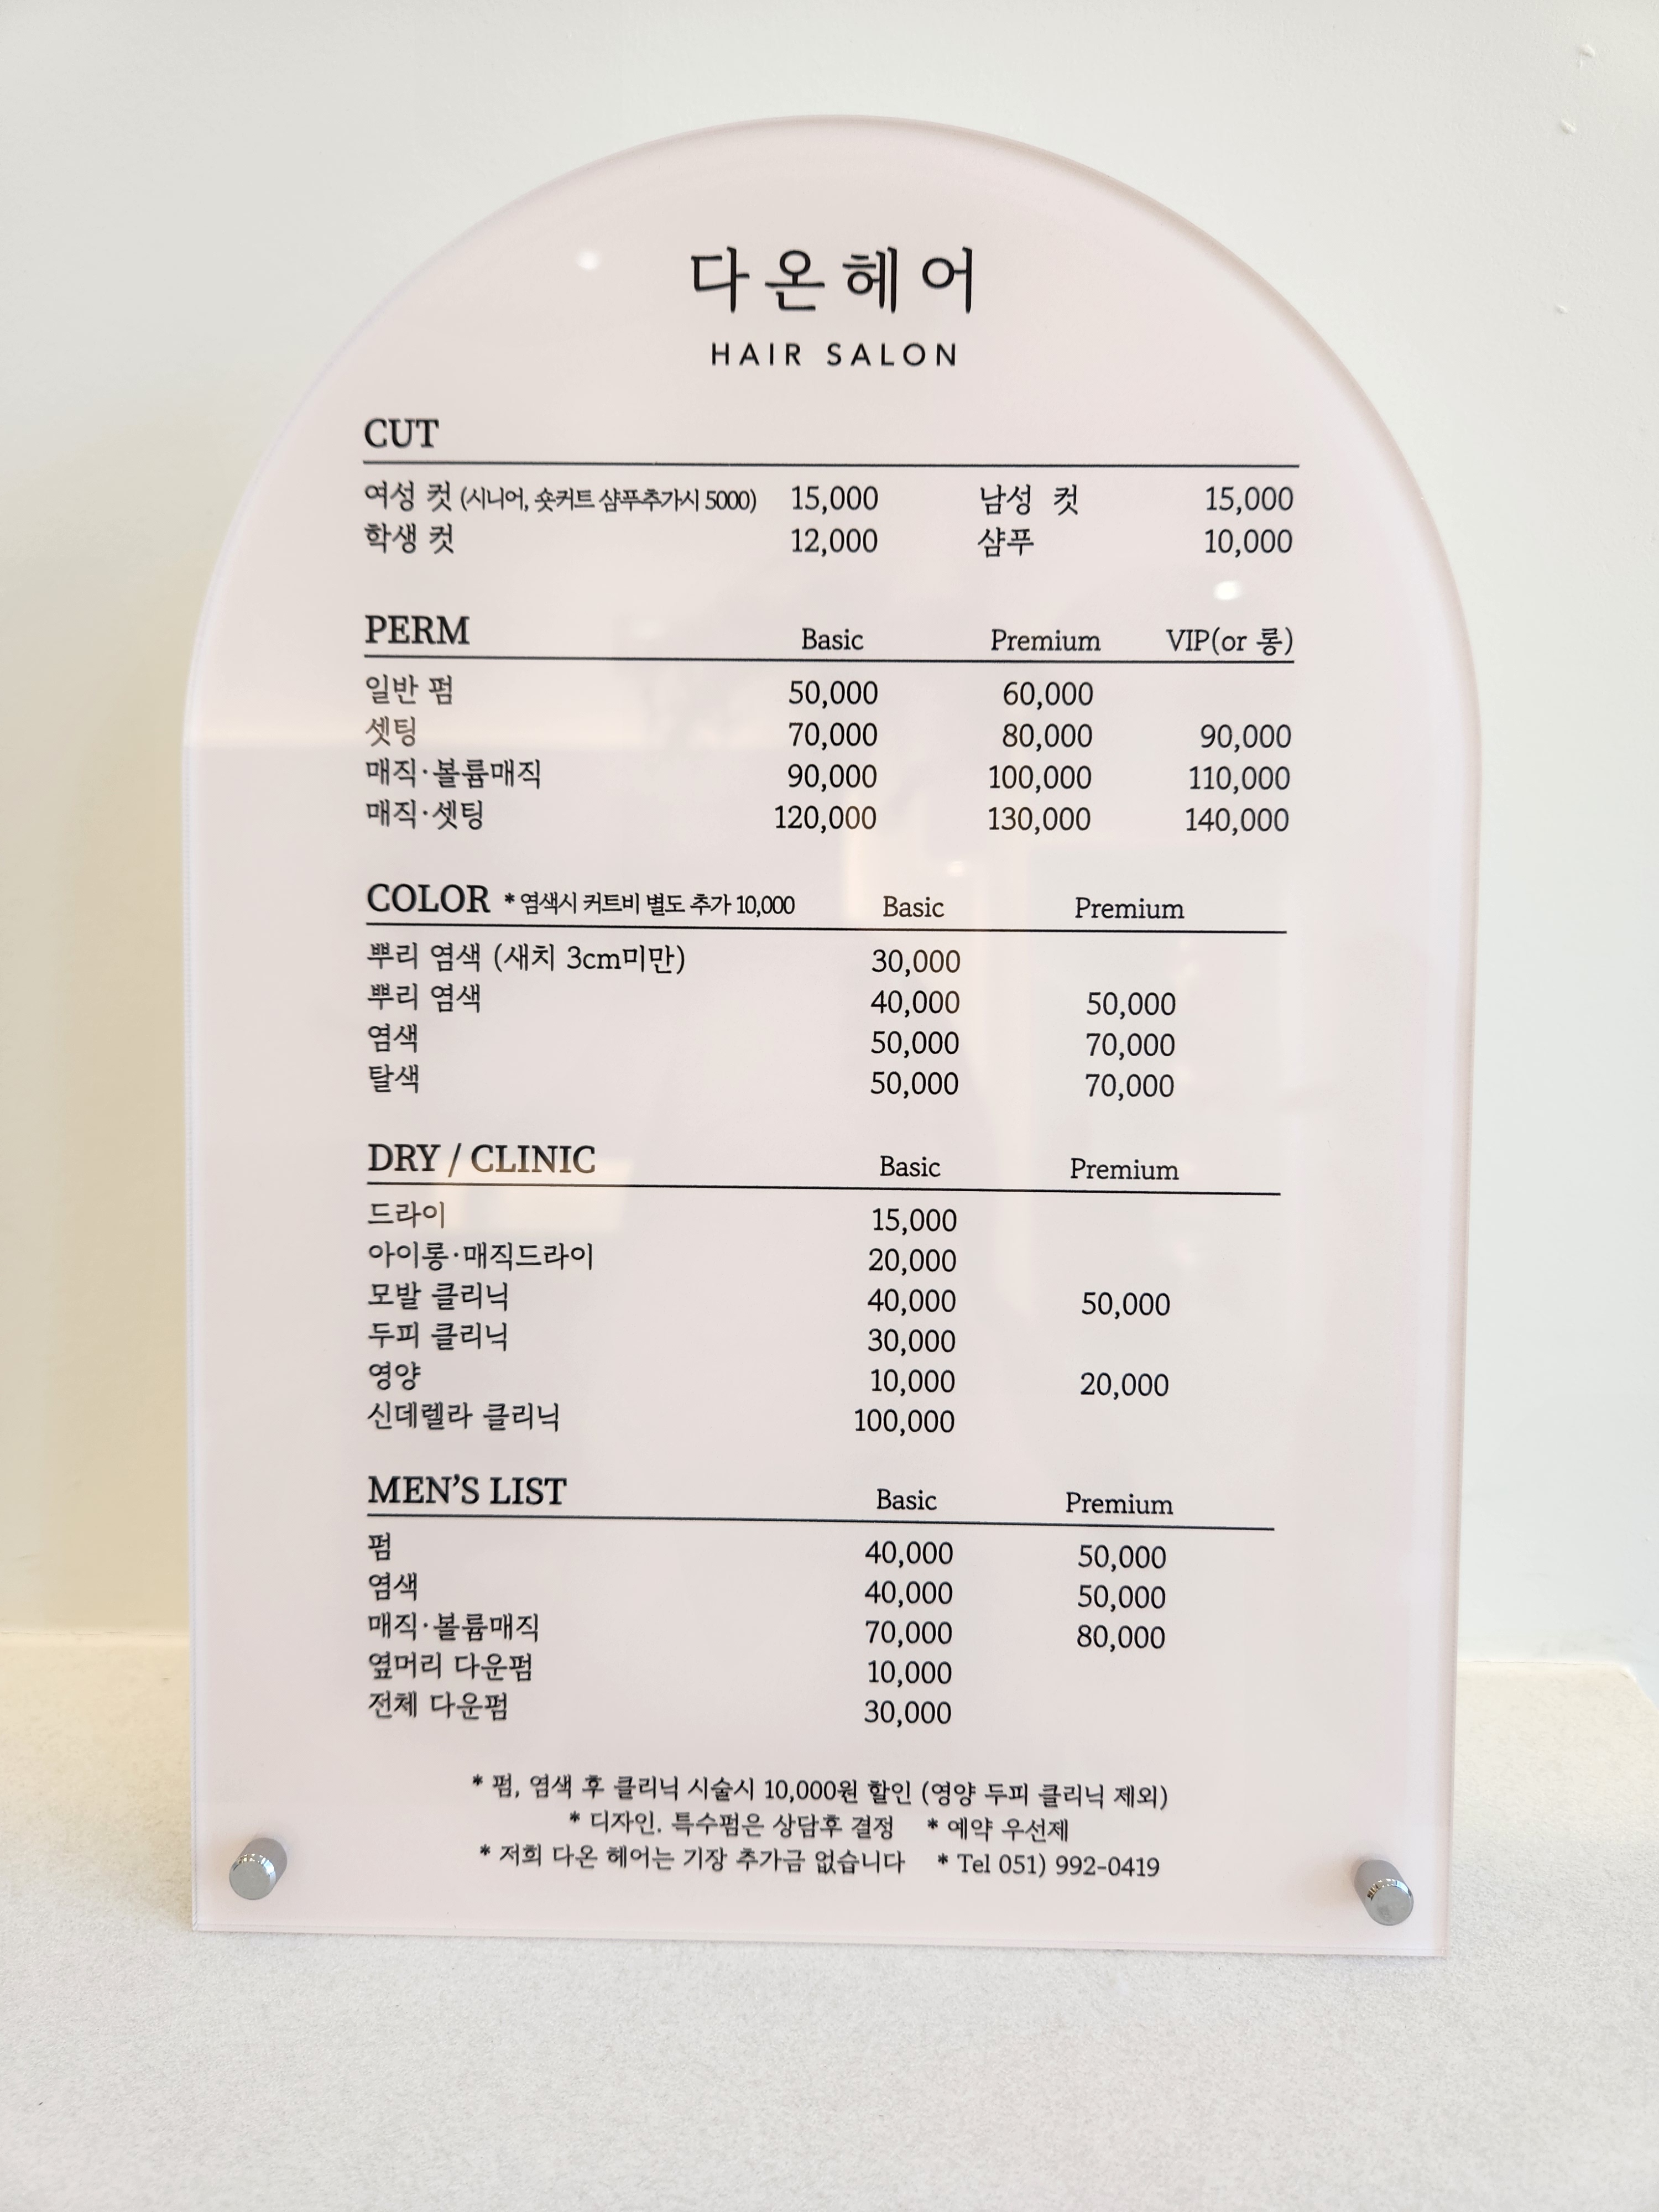 다온헤어
HAIR SALON
CUT
여성 컷 (시니어, 숏커트 샴푸추가시 5000) 15,000 남성 컷 15,000
학생 컷 12,000 샴푸 10,000
PERM Basic Premium VIP(or 롱)
일반 펌 50,000 60,000
셋팅 70,000 80,000 90,000
매직·볼륨매직 90,000 100,000 110,000
매직·셋팅 120,000 130,000 140,000
COLOR * 염색시 커트비 별도 추가 10,000 Basic Premium
뿌리 염색 (새치 3cm미만) 30,000
뿌리 염색 40,000 50,000
염색 50,000 70,000
탈색 50,000 70,000
DRY / CLINIC Basic Premium
드라이 15,000
아이롱·매직드라이 20,000
모발 클리닉 40,000 50,000
두피 클리닉 30,000
영양 10,000 20,000
신데렐라 클리닉 100,000
MEN'S LIST Basic Premium
펌 40,000 50,000
염색 40,000 50,000
매직·볼륨매직 70,000 80,000
옆머리 다운펌 10,000
전체 다운펌 30,000
* 펌, 염색 후 클리닉 시술시 10,000원 할인 (영양 두피 클리닉 제외)
* 디자인. 특수펌은 상담후 결정 * 예약 우선제
* 저희 다온 헤어는 기장 추가금 없습니다 * Tel 051) 992-0419